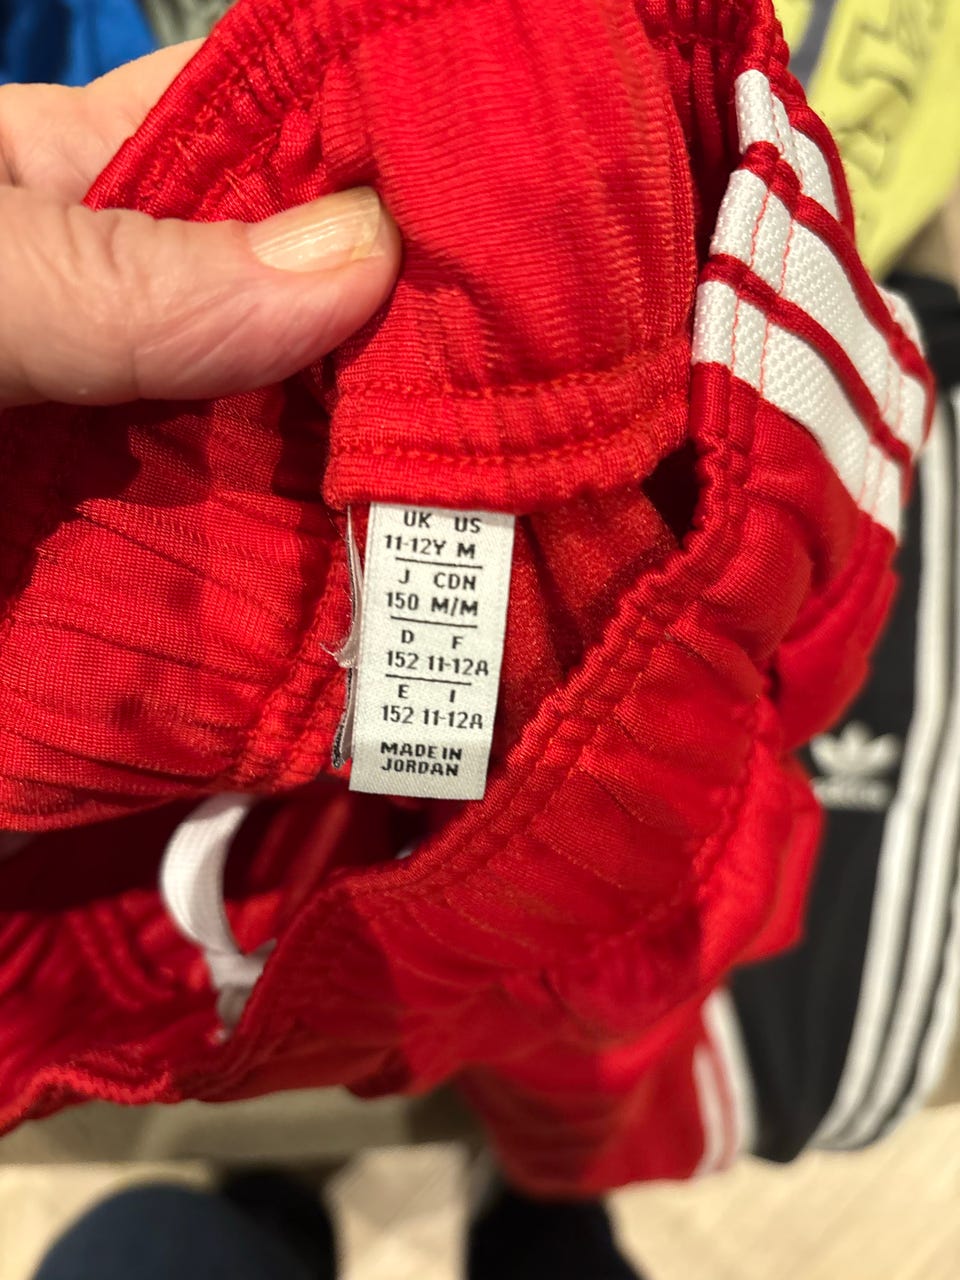 UK US
11-12Y M
J CDN
150 M/M
D F
152 11-12A
E I
152 11-12A
MADE IN
JORDAN